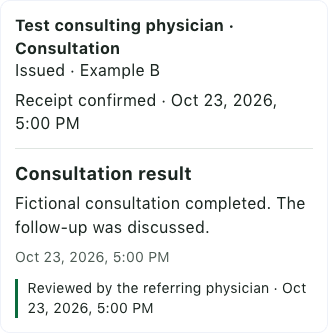 Test consulting physician ·
Consultation
Issued · Example B
Receipt confirmed · Oct 23, 2026,
5:00 PM
Consultation result
Fictional consultation completed. The
follow-up was discussed.
Oct 23, 2026, 5:00 PM
Reviewed by the referring physician · Oct
23, 2026, 5:00 PM